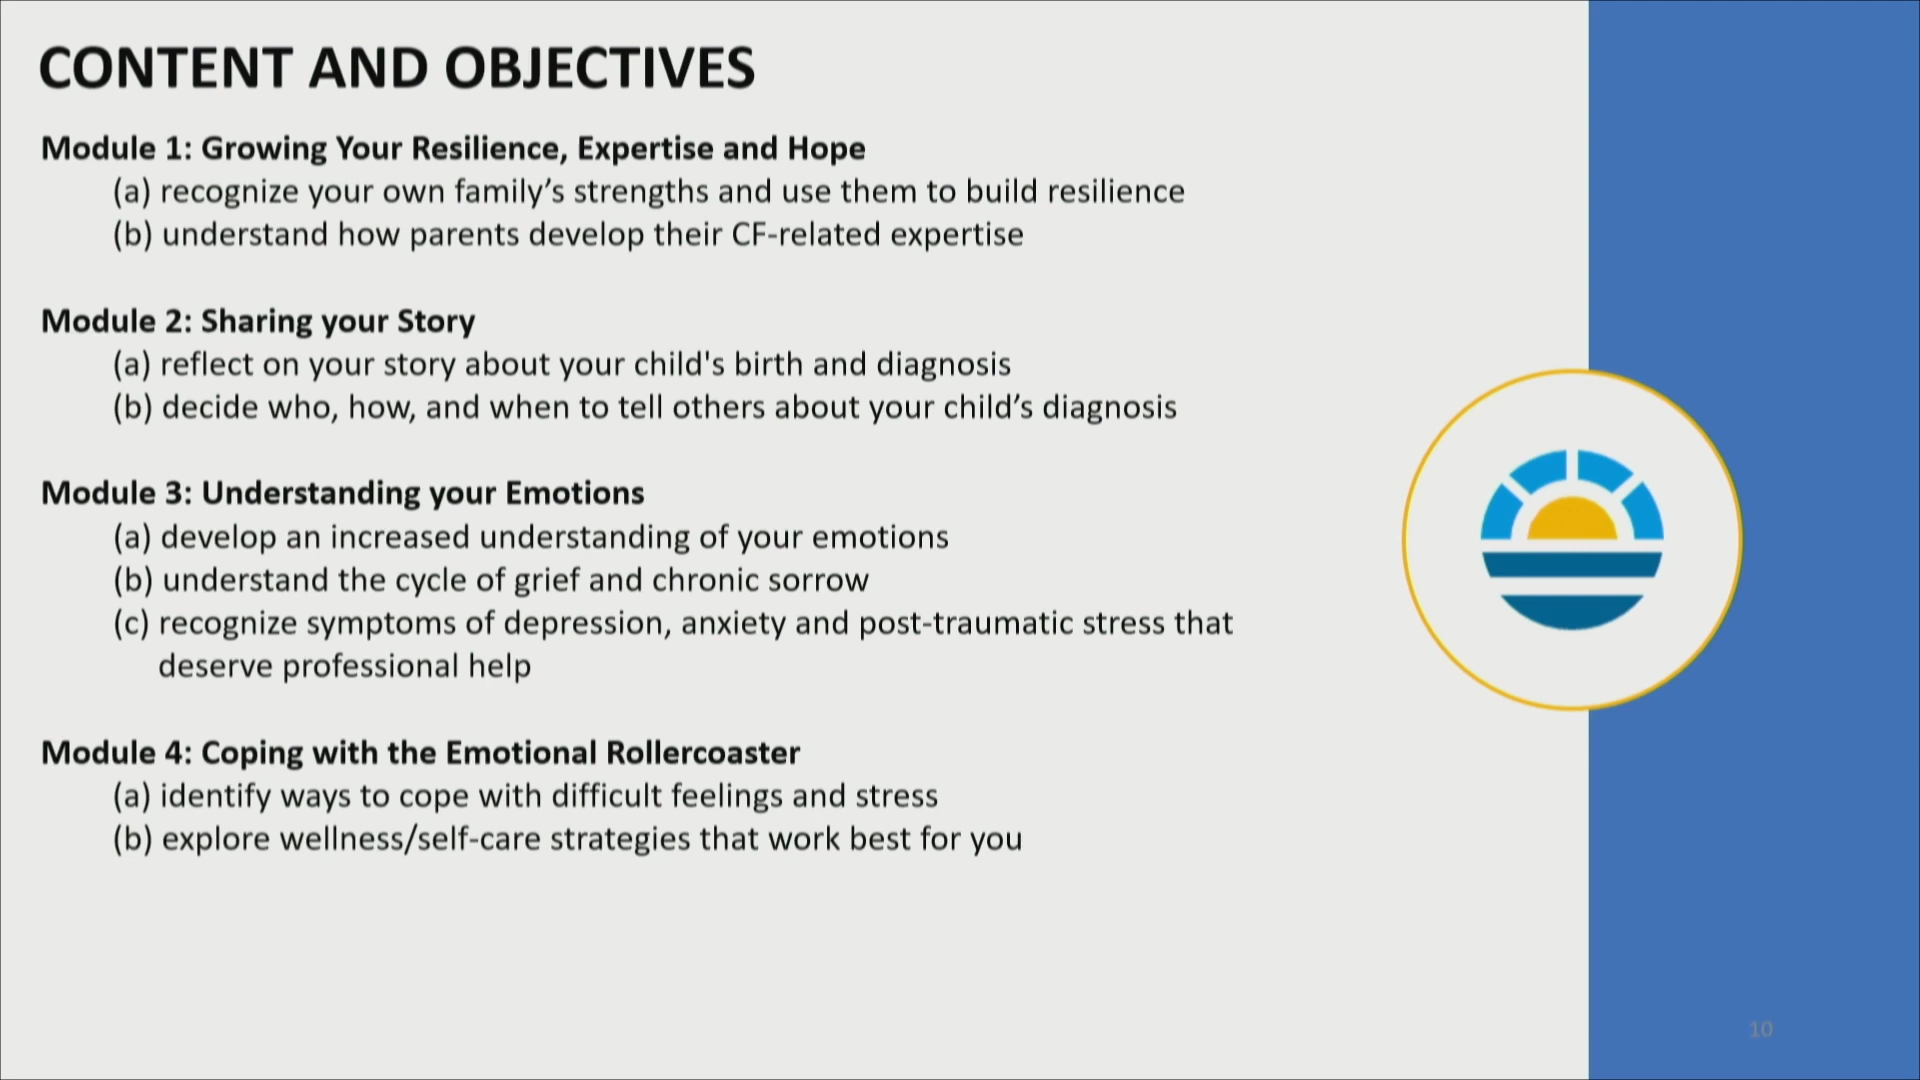 CONTENT AND OBJECTIVES
Module 1: Growing Your Resilience, Expertise and Hope
(a) recognize your own family’s strengths and use them to build resilience
(b) understand how parents develop their CF-related expertise
Module 2: Sharing your Story
(a) reflect on your story about your child's birth and diagnosis
(b) decide who, how, and when to tell others about your child’s diagnosis
Module 3: Understanding your Emotions
(a) develop an increased understanding of your emotions
(b) understand the cycle of grief and chronic sorrow
(c) recognize symptoms of depression, anxiety and post-traumatic stress that
deserve professional help
Module 4: Coping with the Emotional Rollercoaster
(a) identify ways to cope with difficult feelings and stress
(b) explore wellness/self-care strategies that work best for you
10